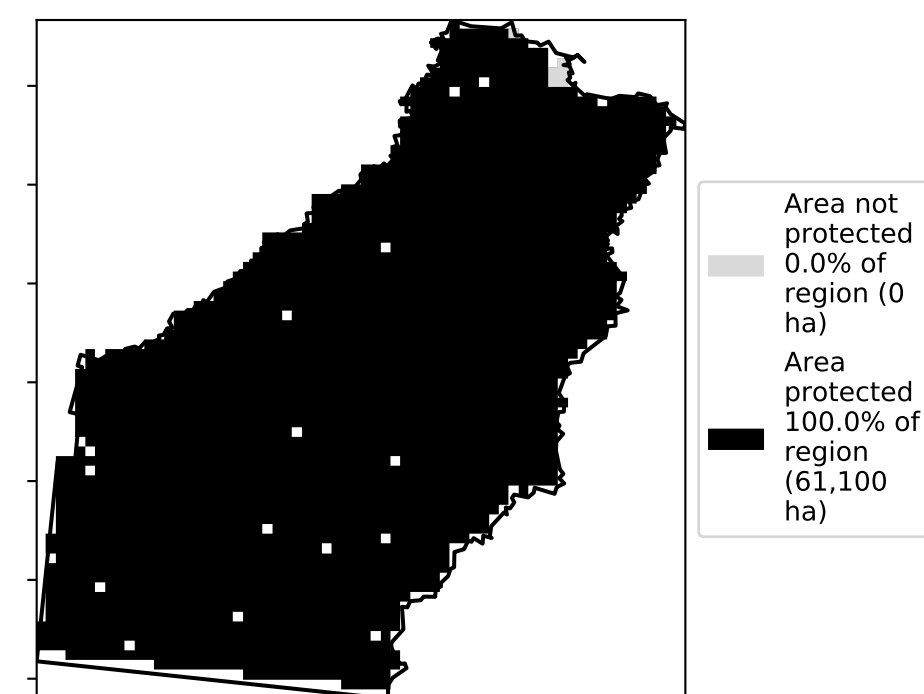 Area not
protected
0.0% of
region (0
ha)
Area
protected
100.0% of
region
(61,100
ha)